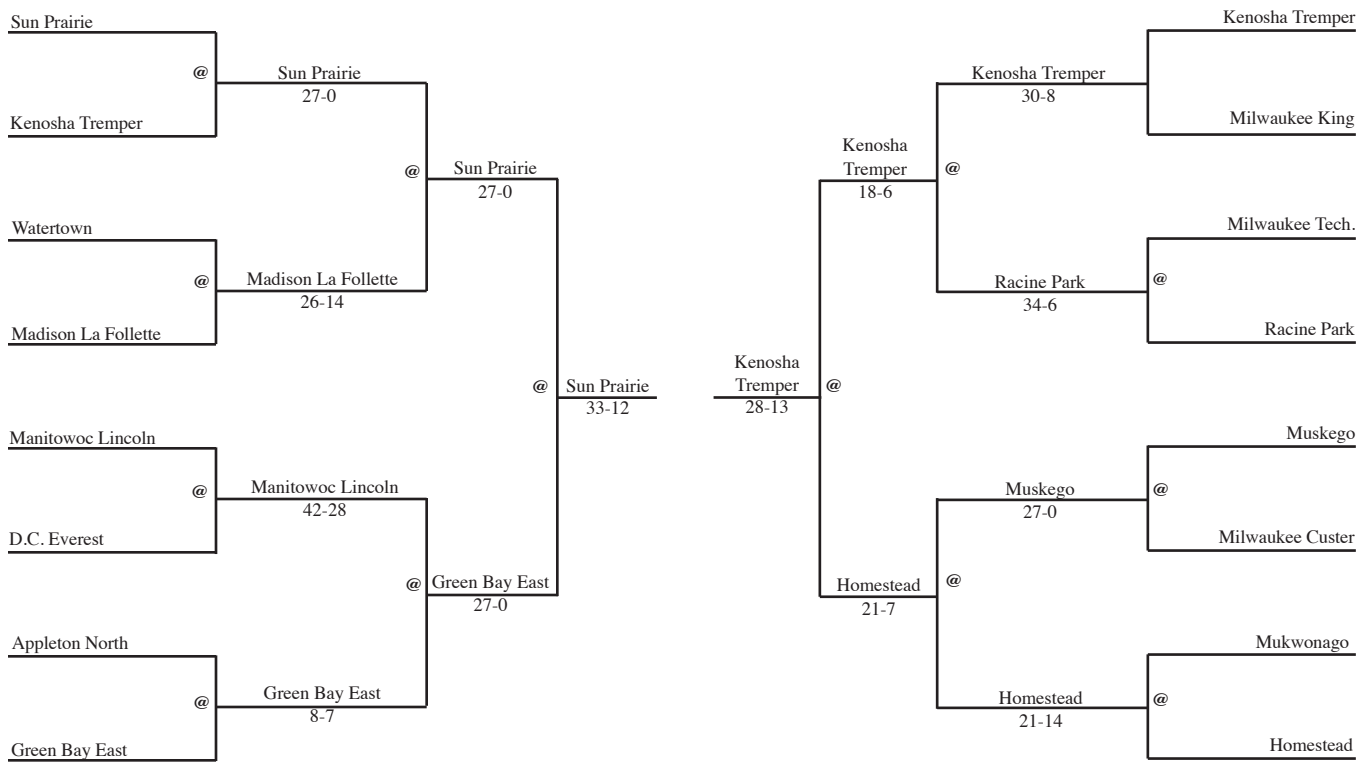 Sun Prairie
@
Kenosha Tremper
Sun Prairie
27-0
Watertown
@
Madison La Follette
Madison La Follette
26-14
@
Sun Prairie
27-0
Manitowoc Lincoln
@
D.C. Everest
Manitowoc Lincoln
42-28
Appleton North
@
Green Bay East
Green Bay East
8-7
@
Green Bay East
27-0
@
Sun Prairie
33-12
Kenosha Tremper
Milwaukee King
Kenosha Tremper
30-8
Milwaukee Tech.
@
Racine Park
Racine Park
34-6
@
Kenosha
Tremper
18-6
Muskego
@
Milwaukee Custer
Muskego
27-0
Mukwonago
@
Homestead
Homestead
21-14
@
Homestead
21-7
@
Kenosha
Tremper
28-13